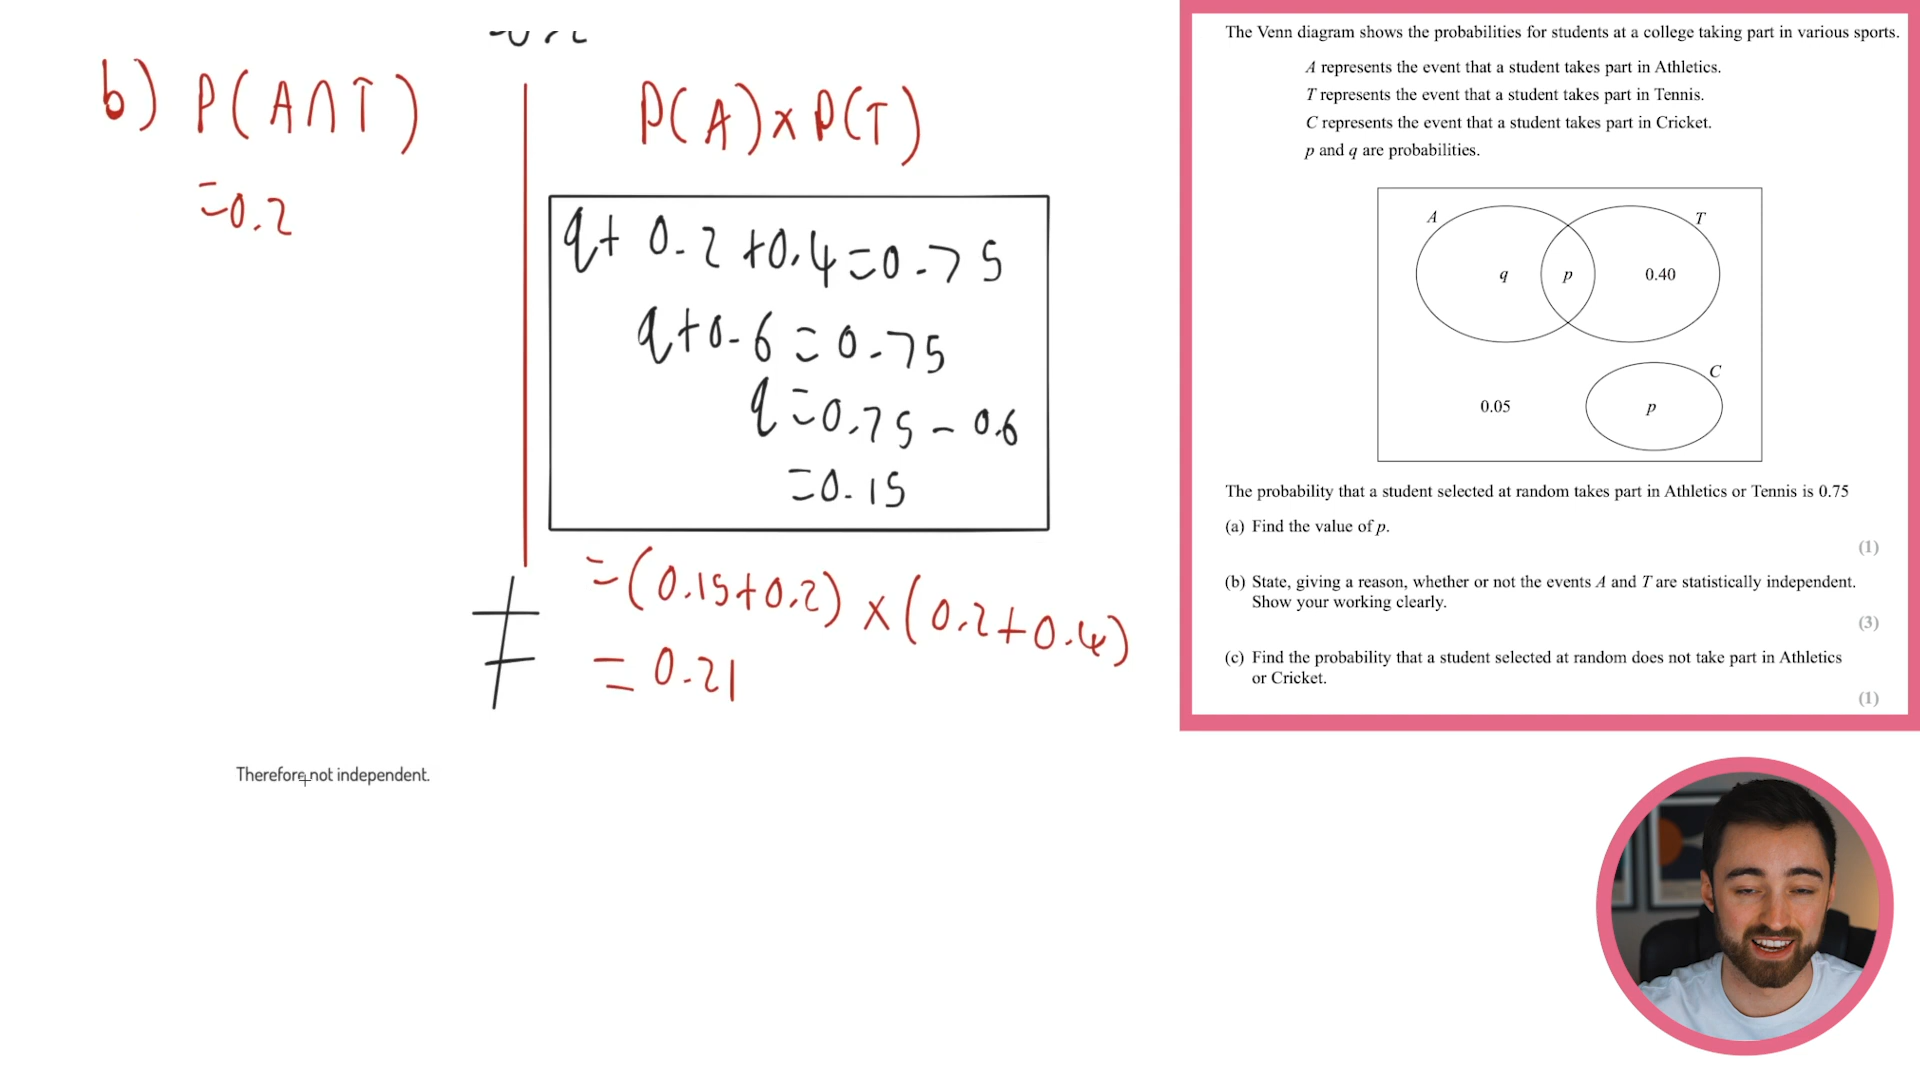 b) P(A∩T)
=0.2
P(A)×P(T)
q+0.2+0.4=0.75
q+0.6=0.75
q=0.75-0.6
=0.15
=(0.15+0.2)×(0.2+0.4)
≠
=0.21
Therefore not independent.
The Venn diagram shows the probabilities for students at a college taking part in various sports.
A represents the event that a student takes part in Athletics.
T represents the event that a student takes part in Tennis.
C represents the event that a student takes part in Cricket.
p and q are probabilities.
A T
q p 0.40
C
0.05 p
The probability that a student selected at random takes part in Athletics or Tennis is 0.75
(a) Find the value of p.
(1)
(b) State, giving a reason, whether or not the events A and T are statistically independent.
Show your working clearly.
(3)
(c) Find the probability that a student selected at random does not take part in Athletics
or Cricket.
(1)